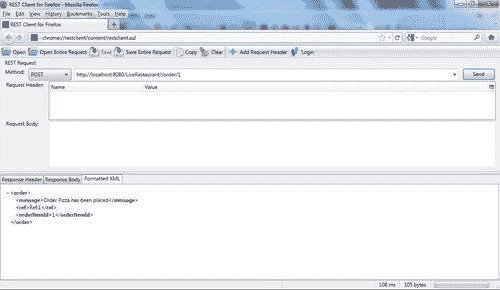 REST Client for Firefox - Mozilla Firefox
File Edit View History Bookmarks Tools Help
REST Client for Firefox
chrome://restclient/content/restclient.xul
Google
Open Open Entire Request Save Save Entire Request Copy Clear Add Request Header Login
REST Request
Method: POST http://localhost:8080/LiveRestaurant//order/1 Send
Request Header: Name Value
Request Body:
Response Header Response Body Formatted XML
- <order>
<message>Order Pizza has been placed</message>
<ref>Ref:1</ref>
<orderItemId>1</orderItemId>
</order>
108 ms 105 bytes